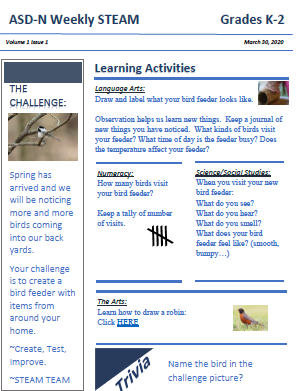 ASD-N Weekly STEAM Grades K-2
Volume 1 Issue 1 March 30, 2020
THE
CHALLENGE:
Spring has
arrived and we
will be noticing
more and more
birds coming
into our back
yards.
Your challenge
is to create a
bird feeder with
items from
around your
home.
~Create, Test,
improve.
~STEAM TEAM
Learning Activities
Language Arts:
Draw and label what your bird feeder looks like.
Observation helps us learn new things. Keep a journal of
new things you have noticed. What kinds of birds visit
your feeder? What time of day is the feeder busy? Does
the temperature affect your feeder?
Numeracy:
How many birds visit
your bird feeder?
Keep a tally of number
of visits.
Science/Social Studies:
When you visit your new
bird feeder:
What do you see?
What do you hear?
What do you smell?
What does your bird
feeder feel like? (smooth,
bumpy…)
The Arts:
Learn how to draw a robin:
Click HERE
Trivia
Name the bird in the
challenge picture?